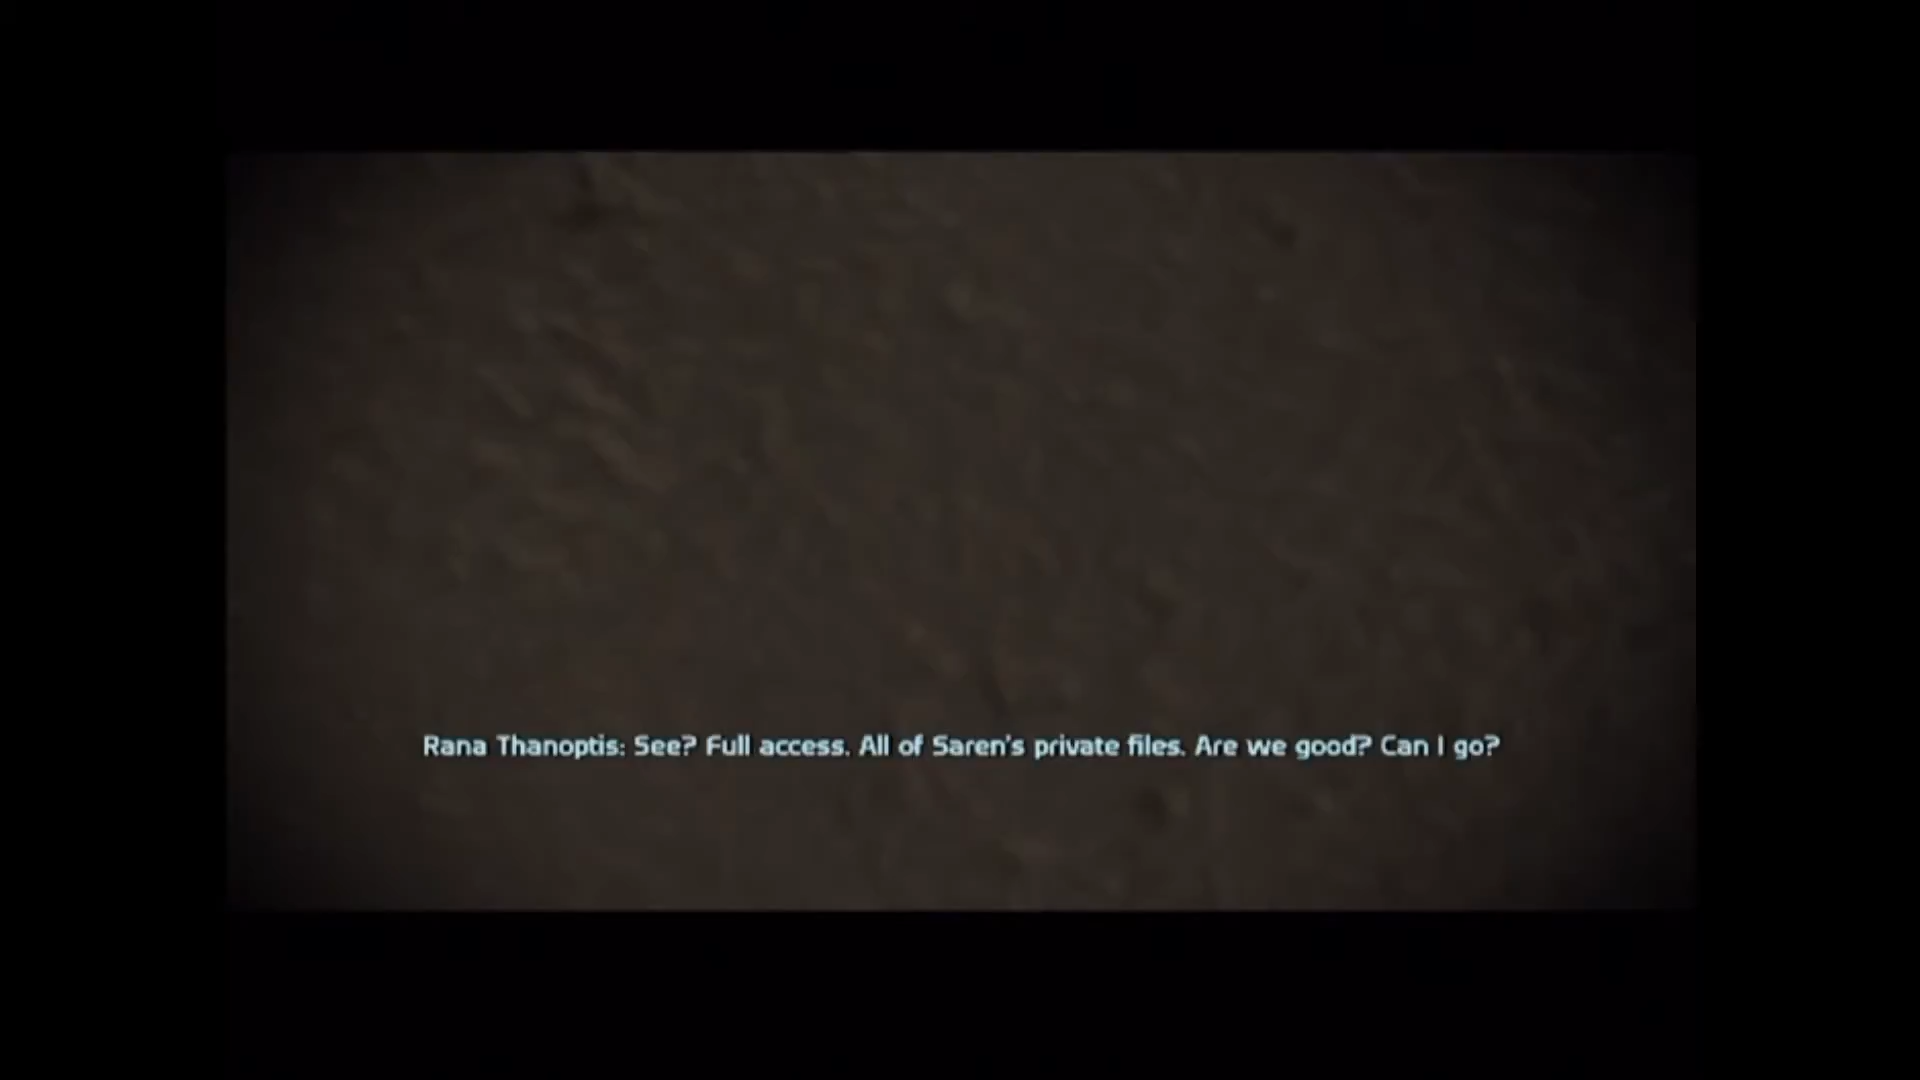 Rana Thanoptis: See? Full access. All of Saren's private files. Are we good? Can I go?